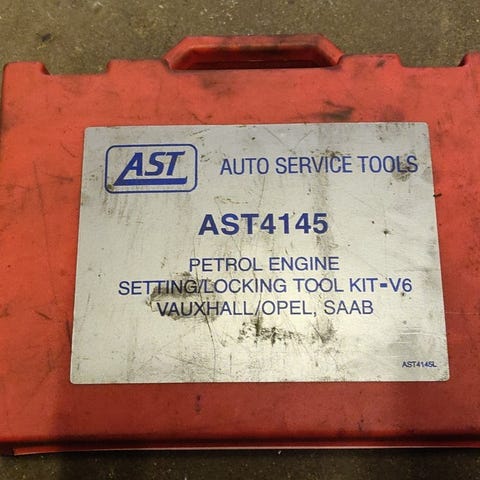 AST
AUTO SERVICE TOOLS
AST4145
PETROL ENGINE
SETTING/LOCKING TOOL KIT-V6
VAUXHALL/OPEL, SAAB
AST4145L